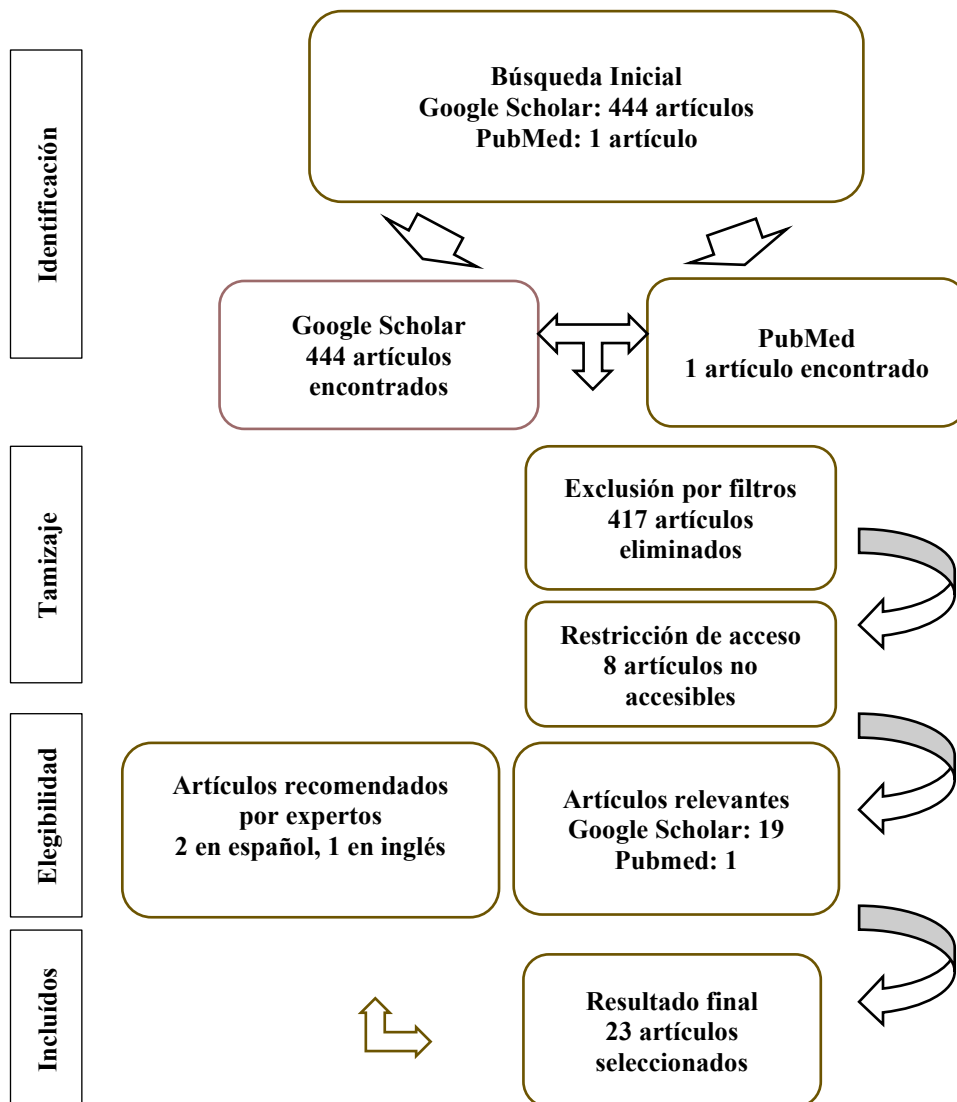 Identificación
Búsqueda Inicial
Google Scholar: 444 artículos
PubMed: 1 artículo
Google Scholar
444 artículos
encontrados
PubMed
1 artículo encontrado
Tamizaje
Exclusión por filtros
417 artículos
eliminados
Restricción de acceso
8 artículos no
accesibles
Elegibilidad
Artículos recomendados
por expertos
2 en español, 1 en inglés
Artículos relevantes
Google Scholar: 19
Pubmed: 1
Incluídos
Resultado final
23 artículos
seleccionados